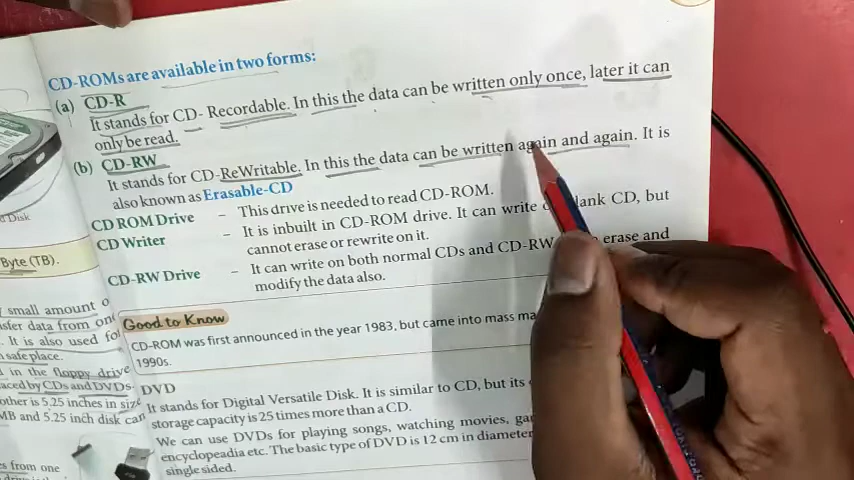 CD-ROMs are available in two forms:
(a) CD-R
It stands for CD- Recordable. In this the data can be written only once, later it can
only be read.
(b) CD-RW
It stands for CD-ReWritable. In this the data can be written again and again. It is
also known as Erasable-CD
CD ROM Drive – This drive is needed to read CD-ROM.
CD Writer – It is inbuilt in CD-ROM drive. It can write blank CD, but
cannot erase or rewrite on it.
CD-RW Drive – It can write on both normal CDs and CD-RW erase and
modify the data also.
Good to Know
CD-ROM was first announced in the year 1983, but came into mass
1990s.
DVD
It stands for Digital Versatile Disk. It is similar to CD, but its
storage capacity is 25 times more than a CD.
We can use DVDs for playing songs, watching movies,
encyclopaedia etc. The basic type of DVD is 12 cm in diameter
single sided.
Disk
Byte (TB).
small amount
data from
. It is also used
safe place.
in the floppy drive
by CDs and DVDs.
other is 5.25 inches in size
MB and 5.25 inch disk can
from one